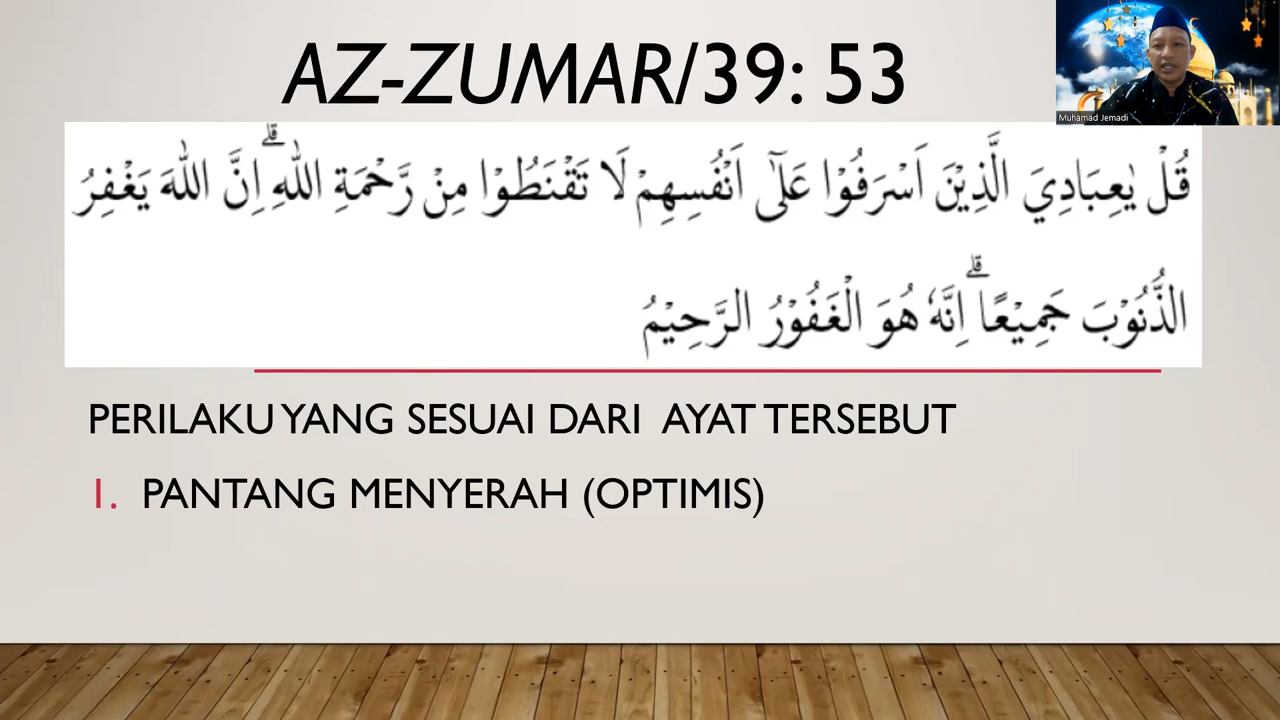 AZ-ZUMAR/39: 53
Muhamad Jemadi
قُلْ يٰعِبَادِيَ الَّذِيْنَ اَسْرَفُوْا عَلٰٓى اَنْفُسِهِمْ لَا تَقْنَطُوْا مِنْ رَّحْمَةِ اللّٰهِ ۗاِنَّ اللّٰهَ يَغْفِرُ
الذُّنُوْبَ جَمِيْعًا ۗاِنَّهٗ هُوَ الْغَفُوْرُ الرَّحِيْمُ
PERILAKU YANG SESUAI DARI AYAT TERSEBUT
1. PANTANG MENYERAH (OPTIMIS)